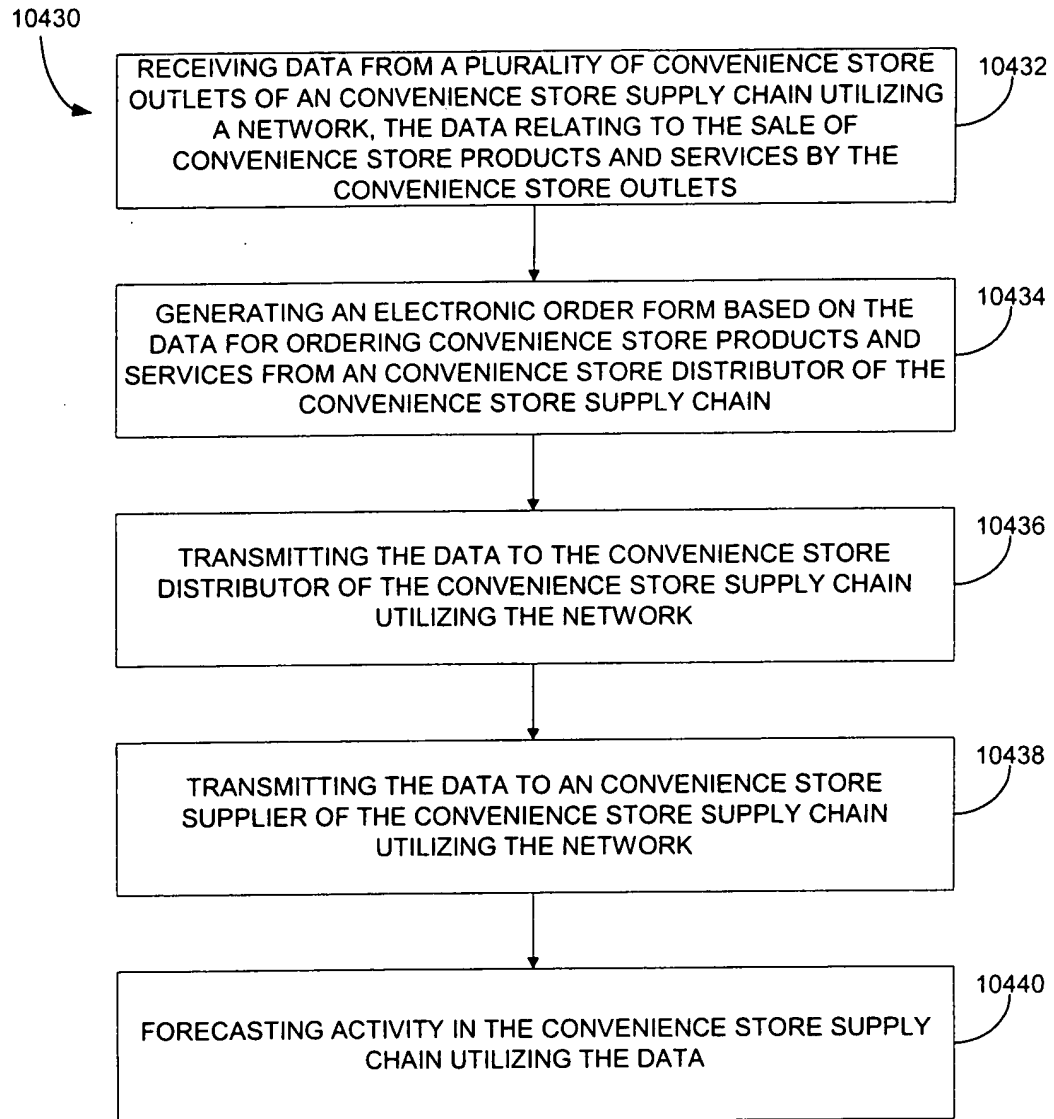 10430
RECEIVING DATA FROM A PLURALITY OF CONVENIENCE STORE
OUTLETS OF AN CONVENIENCE STORE SUPPLY CHAIN UTILIZING
A NETWORK, THE DATA RELATING TO THE SALE OF
CONVENIENCE STORE PRODUCTS AND SERVICES BY THE
CONVENIENCE STORE OUTLETS
10432
GENERATING AN ELECTRONIC ORDER FORM BASED ON THE
DATA FOR ORDERING CONVENIENCE STORE PRODUCTS AND
SERVICES FROM AN CONVENIENCE STORE DISTRIBUTOR OF THE
CONVENIENCE STORE SUPPLY CHAIN
10434
TRANSMITTING THE DATA TO THE CONVENIENCE STORE
DISTRIBUTOR OF THE CONVENIENCE STORE SUPPLY CHAIN
UTILIZING THE NETWORK
10436
TRANSMITTING THE DATA TO AN CONVENIENCE STORE
SUPPLIER OF THE CONVENIENCE STORE SUPPLY CHAIN
UTILIZING THE NETWORK
10438
FORECASTING ACTIVITY IN THE CONVENIENCE STORE SUPPLY
CHAIN UTILIZING THE DATA
10440